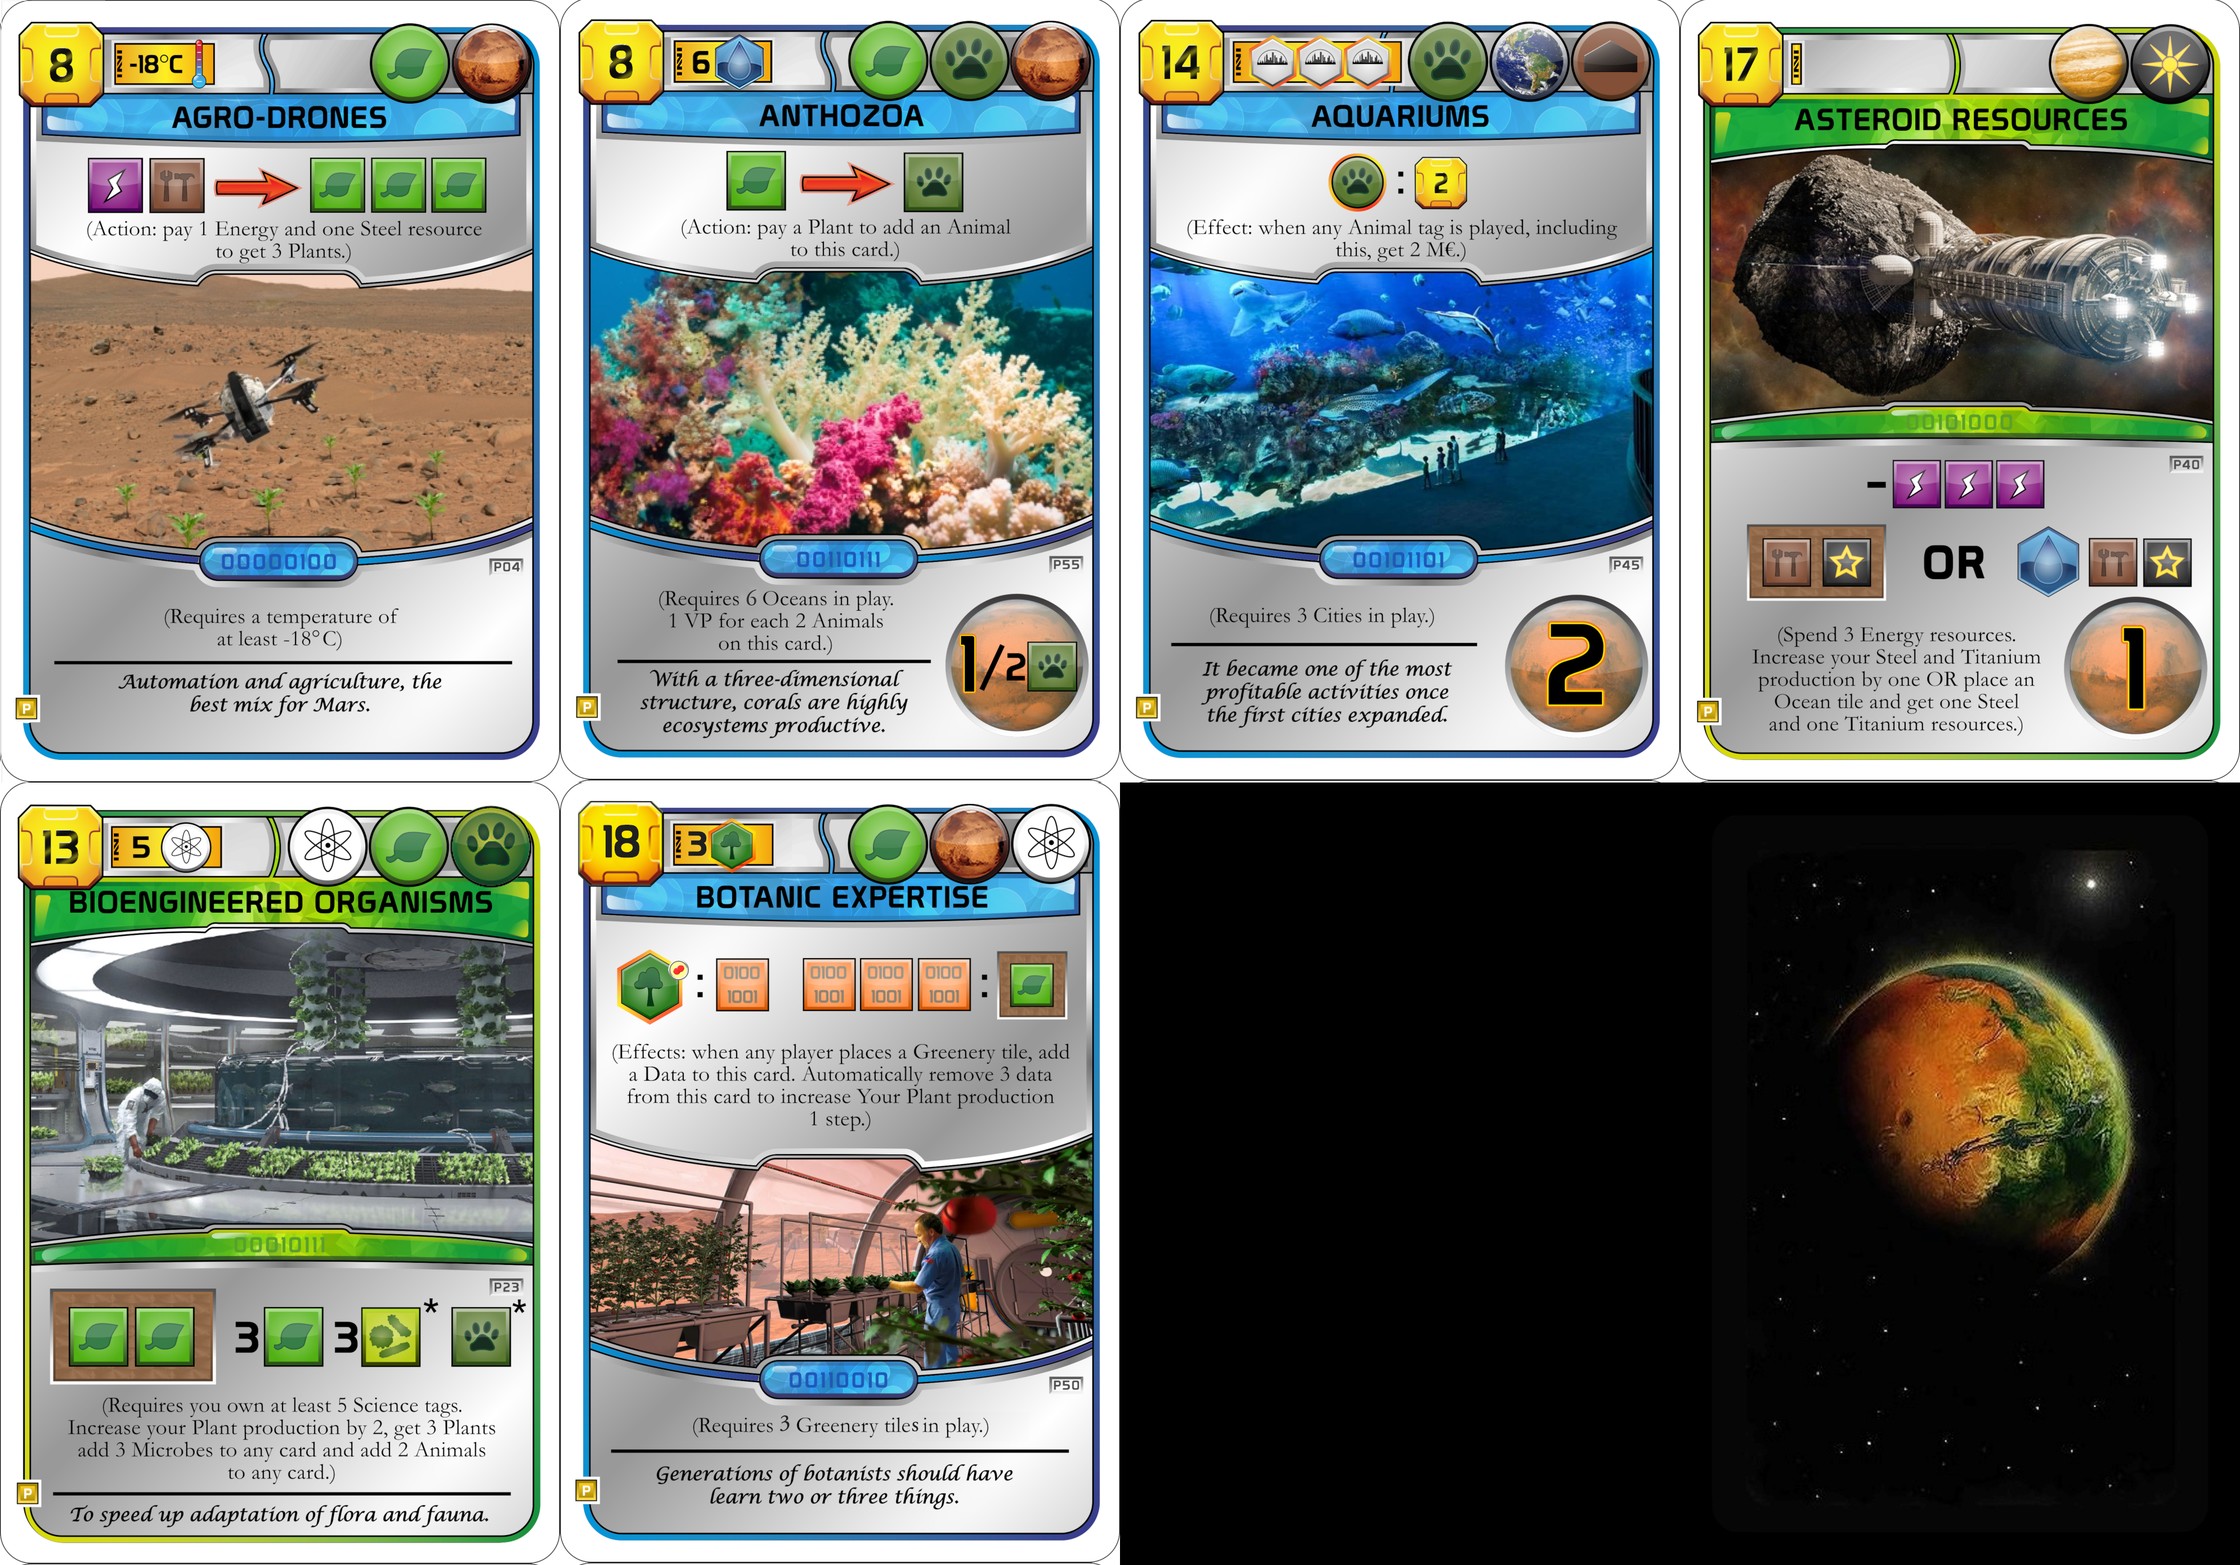 8
MIN
-18°C
AGRO-DRONES
(Action: pay 1 Energy and one Steel resource
to get 3 Plants.)
00000100
P04
(Requires a temperature of
at least -18°C)
Automation and agriculture, the
best mix for Mars.
P
8
MIN
6
ANTHOZOA
(Action: pay a Plant to add an Animal
to this card.)
00110111
P55
(Requires 6 Oceans in play.
1 VP for each 2 Animals
on this card.)
1/2
With a three-dimensional
structure, corals are highly
ecosystems productive.
P
14
MIN
AQUARIUMS
: 2
(Effect: when any Animal tag is played, including
this, get 2 M€.)
00101101
P45
(Requires 3 Cities in play.)
2
It became one of the most
profitable activities once
the first cities expanded.
P
17
MIN
ASTEROID RESOURCES
00101000
P40
-
OR
(Spend 3 Energy resources.
Increase your Steel and Titanium
production by one OR place an
Ocean tile and get one Steel
and one Titanium resources.)
1
P
13
MIN
5
BIOENGINEERED ORGANISMS
00010111
P23
3 3 * *
(Requires you own at least 5 Science tags.
Increase your Plant production by 2, get 3 Plants
add 3 Microbes to any card and add 2 Animals
to any card.)
To speed up adaptation of flora and fauna.
P
18
MIN
3
BOTANIC EXPERTISE
: 0100 0100 0100 0100 :
1001 1001 1001 1001
(Effects: when any player places a Greenery tile, add
a Data to this card. Automatically remove 3 data
from this card to increase Your Plant production
1 step.)
00110010
P50
(Requires 3 Greenery tiles in play.)
Generations of botanists should have
learn two or three things.
P